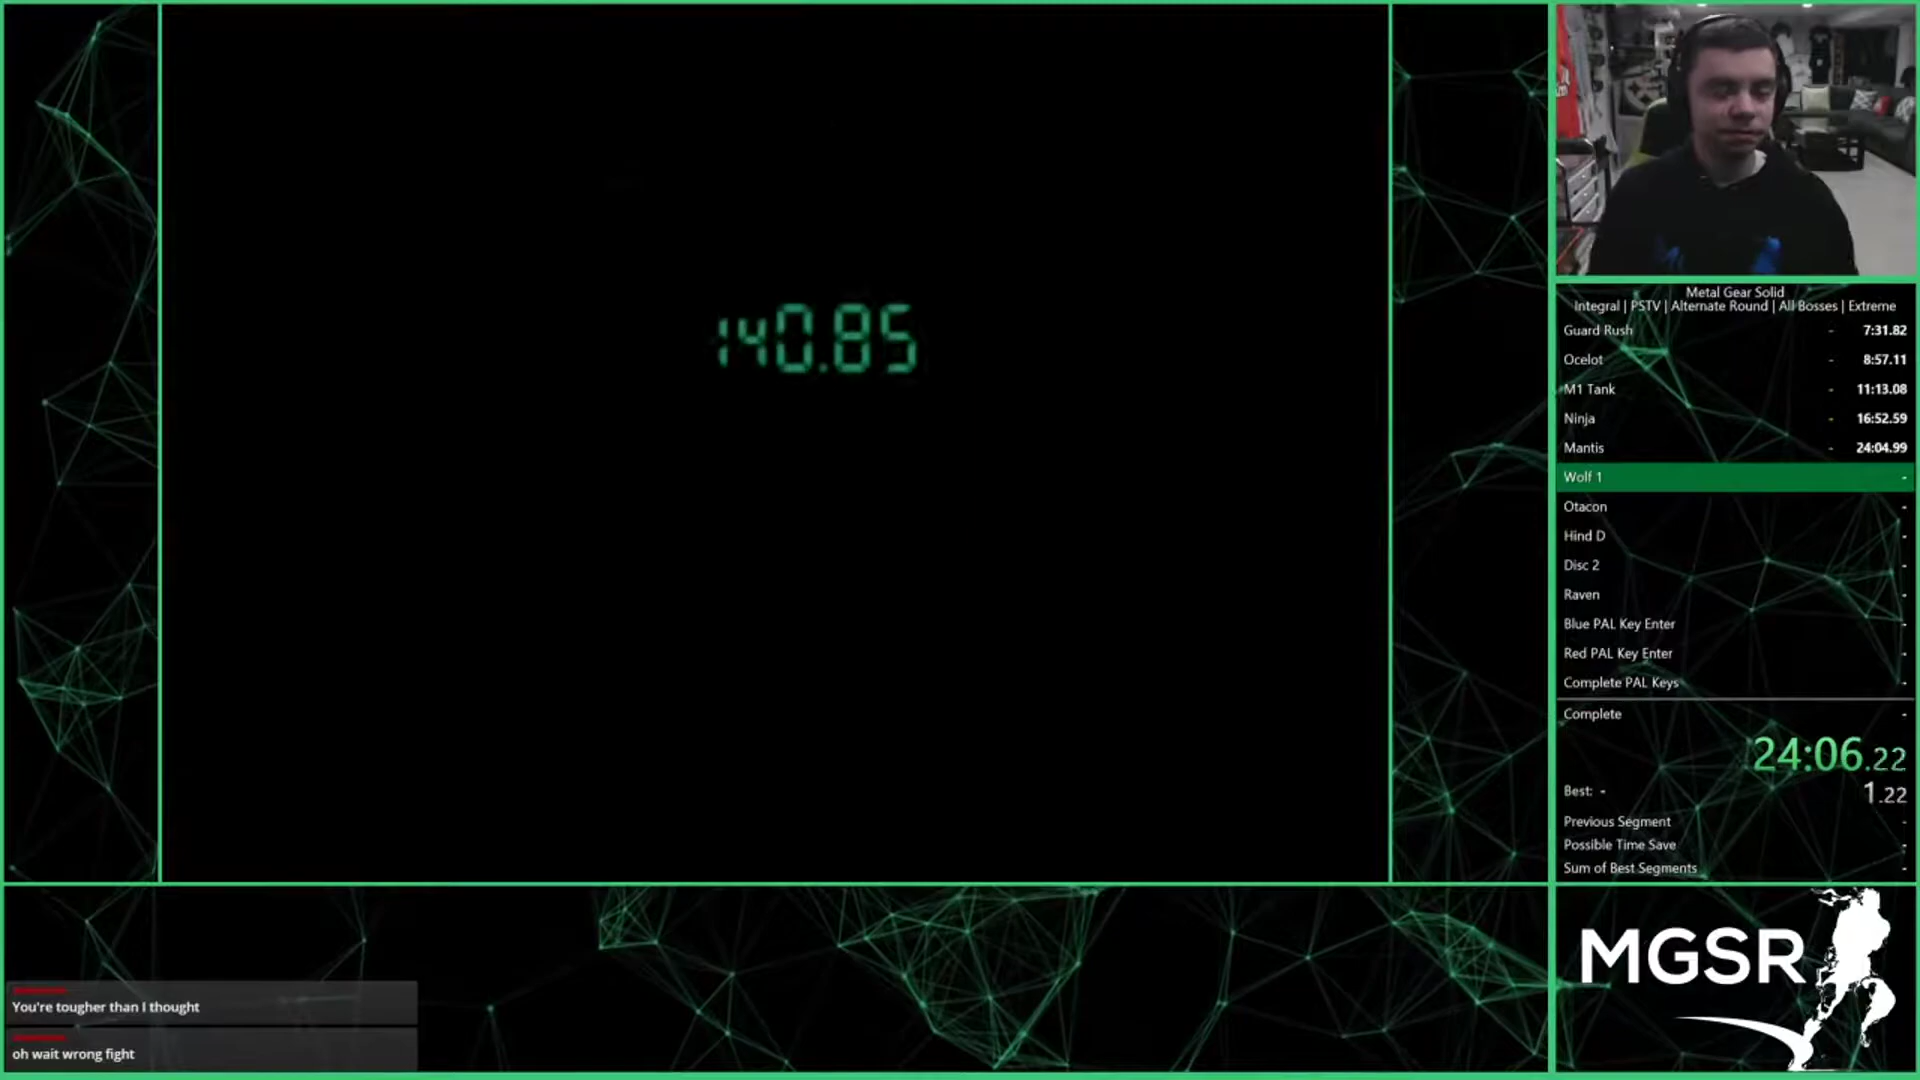 140.85
Metal Gear Solid
Integral | PSTV | Alternate Round | All Bosses | Extreme
Guard Rush - 7:31.82
Ocelot - 8:57.11
M1 Tank - 11:13.08
Ninja - 16:52.59
Mantis - 24:04.99
Wolf 1 -
Otacon -
Hind D -
Disc 2 -
Raven -
Blue PAL Key Enter -
Red PAL Key Enter -
Complete PAL Keys -
Complete -
24:06.22
Best: - 1.22
Previous Segment -
Possible Time Save -
Sum of Best Segments -
MGSR
You're tougher than I thought
oh wait wrong fight